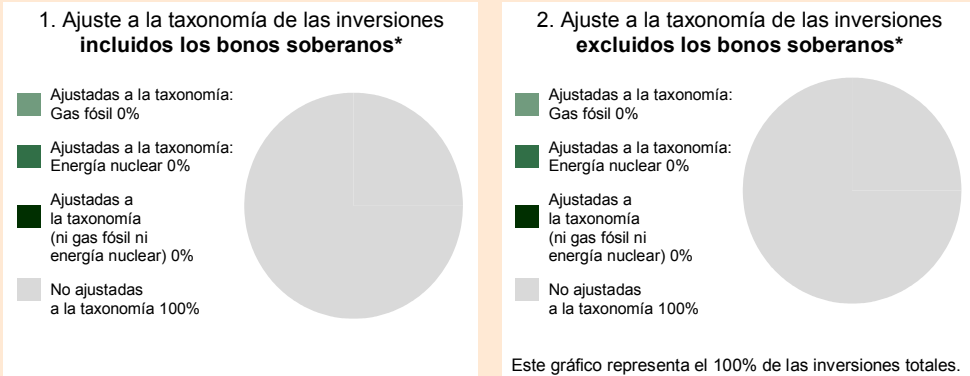 1. Ajuste a la taxonomía de las inversiones
incluidos los bonos soberanos*
Ajustadas a la taxonomía:
Gas fósil 0%
Ajustadas a la taxonomía:
Energía nuclear 0%
Ajustadas a
la taxonomía
(ni gas fósil ni
energía nuclear) 0%
No ajustadas
a la taxonomía 100%
2. Ajuste a la taxonomía de las inversiones
excluidos los bonos soberanos*
Ajustadas a la taxonomía:
Gas fósil 0%
Ajustadas a la taxonomía:
Energía nuclear 0%
Ajustadas a
la taxonomía
(ni gas fósil ni
energía nuclear) 0%
No ajustadas
a la taxonomía 100%
Este gráfico representa el 100% de las inversiones totales.